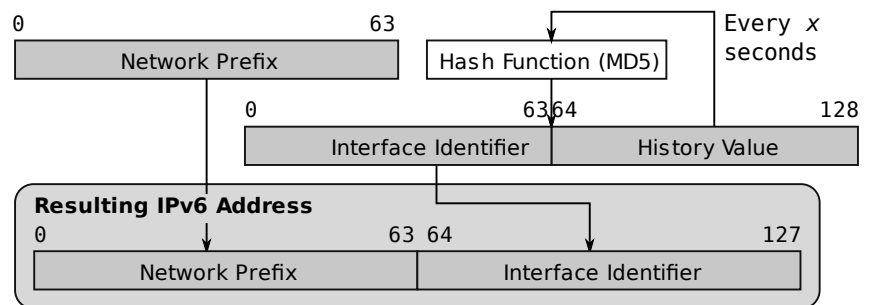 0 63
Every x
seconds
Network Prefix
Hash Function (MD5)
0 63 64 128
Interface Identifier History Value
Resulting IPv6 Address
0 63 64 127
Network Prefix Interface Identifier